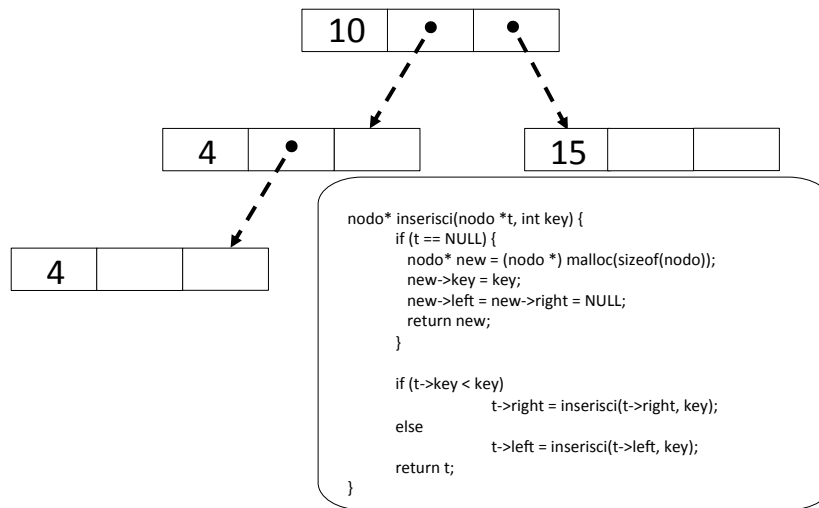 10
4
15
4
nodo* inserisci(nodo *t, int key) {
if (t == NULL) {
nodo* new = (nodo *) malloc(sizeof(nodo));
new->key = key;
new->left = new->right = NULL;
return new;
}
if (t->key < key)
t->right = inserisci(t->right, key);
else
t->left = inserisci(t->left, key);
return t;
}